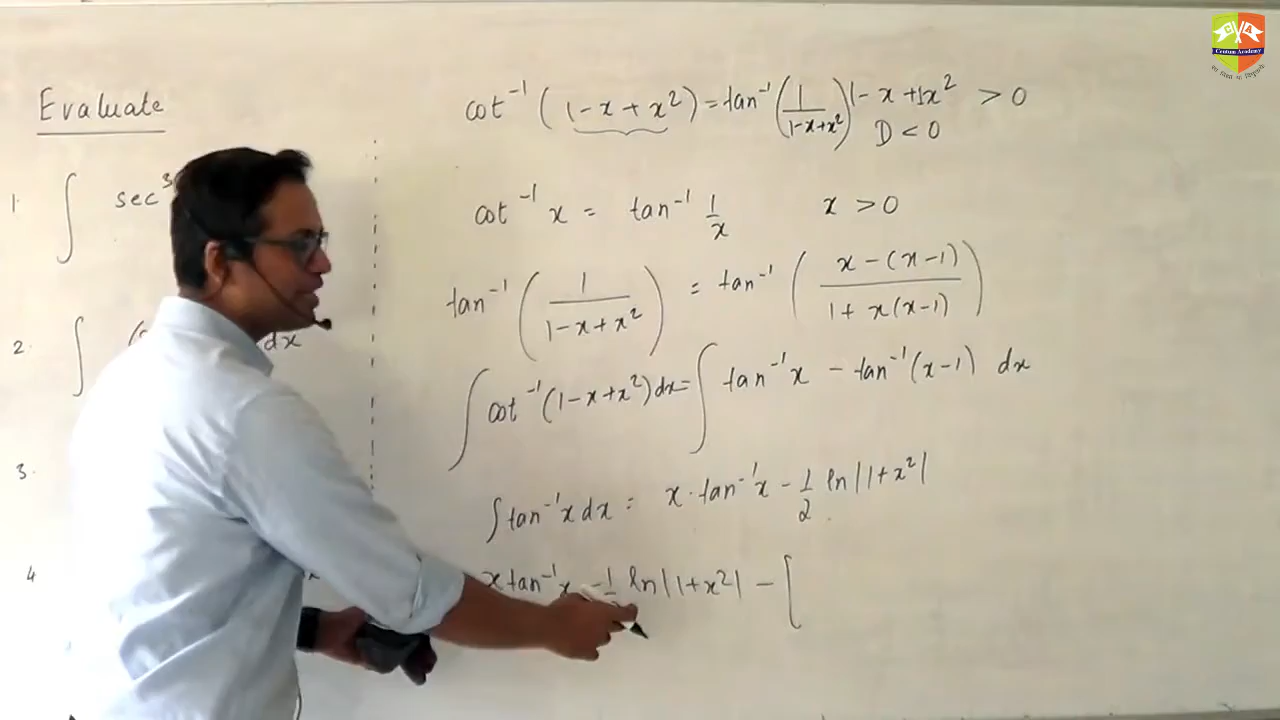 Evaluate
1. ∫ sec³
2. ∫ ( dx
3.
4
cot⁻¹ (1-x+x²) = tan⁻¹ (1/(1-x+x²)) 1-x+1x² > 0
D < 0
cot⁻¹ x = tan⁻¹ 1/x x > 0
tan⁻¹ (1/(1-x+x²)) = tan⁻¹ ((x-(x-1))/(1+x(x-1)))
∫ cot⁻¹(1-x+x²)dx = ∫ tan⁻¹x - tan⁻¹(x-1) dx
∫tan⁻¹x dx = x·tan⁻¹x - 1/2 ln|1+x²|
x tan⁻¹x - 1/ ln|1+x²| - [
Centum Academy